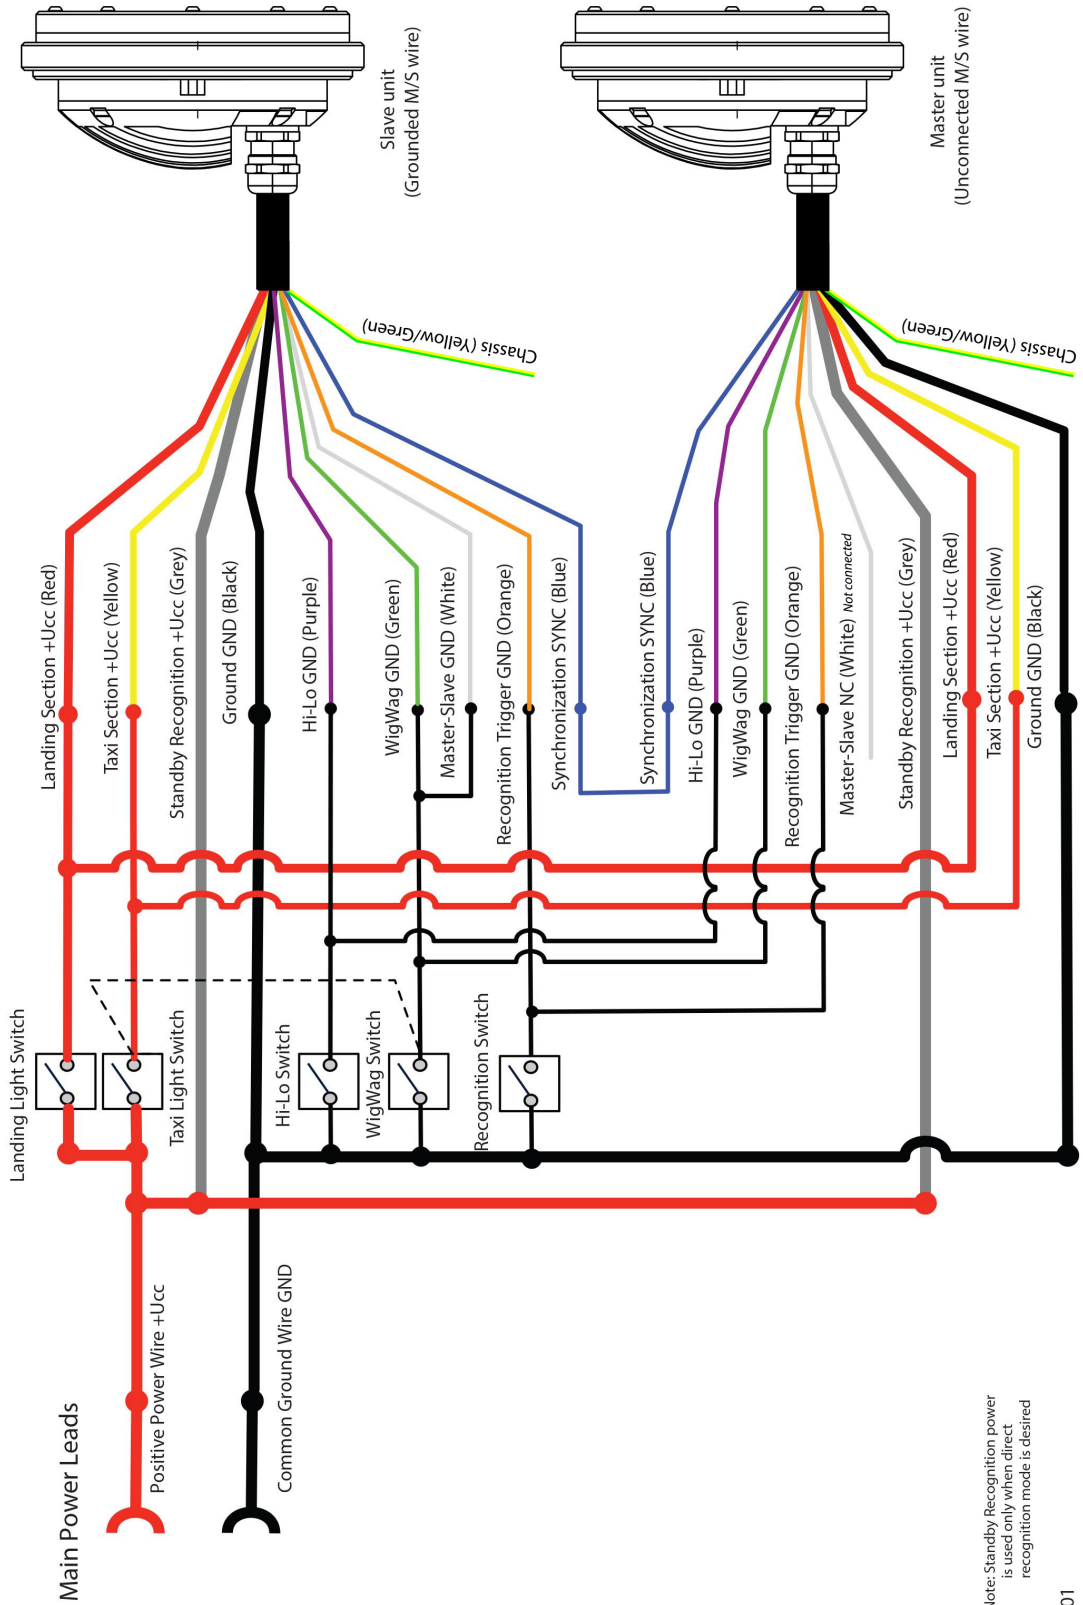 Main Power Leads
Positive Power Wire +Ucc
Common Ground Wire GND
Landing Light Switch
Taxi Light Switch
Hi-Lo Switch
WigWag Switch
Recognition Switch
Landing Section +Ucc (Red)
Taxi Section +Ucc (Yellow)
Standby Recognition +Ucc (Grey)
Ground GND (Black)
Hi-Lo GND (Purple)
WigWag GND (Green)
Master-Slave GND (White)
Recognition Trigger GND (Orange)
Synchronization SYNC (Blue)
Synchronization SYNC (Blue)
Hi-Lo GND (Purple)
WigWag GND (Green)
Recognition Trigger GND (Orange)
Master-Slave NC (White) Not connected
Standby Recognition +Ucc (Grey)
Landing Section +Ucc (Red)
Taxi Section +Ucc (Yellow)
Ground GND (Black)
Chassis (Yellow/Green)
Chassis (Yellow/Green)
Slave unit
(Grounded M/S wire)
Master unit
(Unconnected M/S wire)
Standby Recognition power
is used only when direct
recognition mode is desired
01